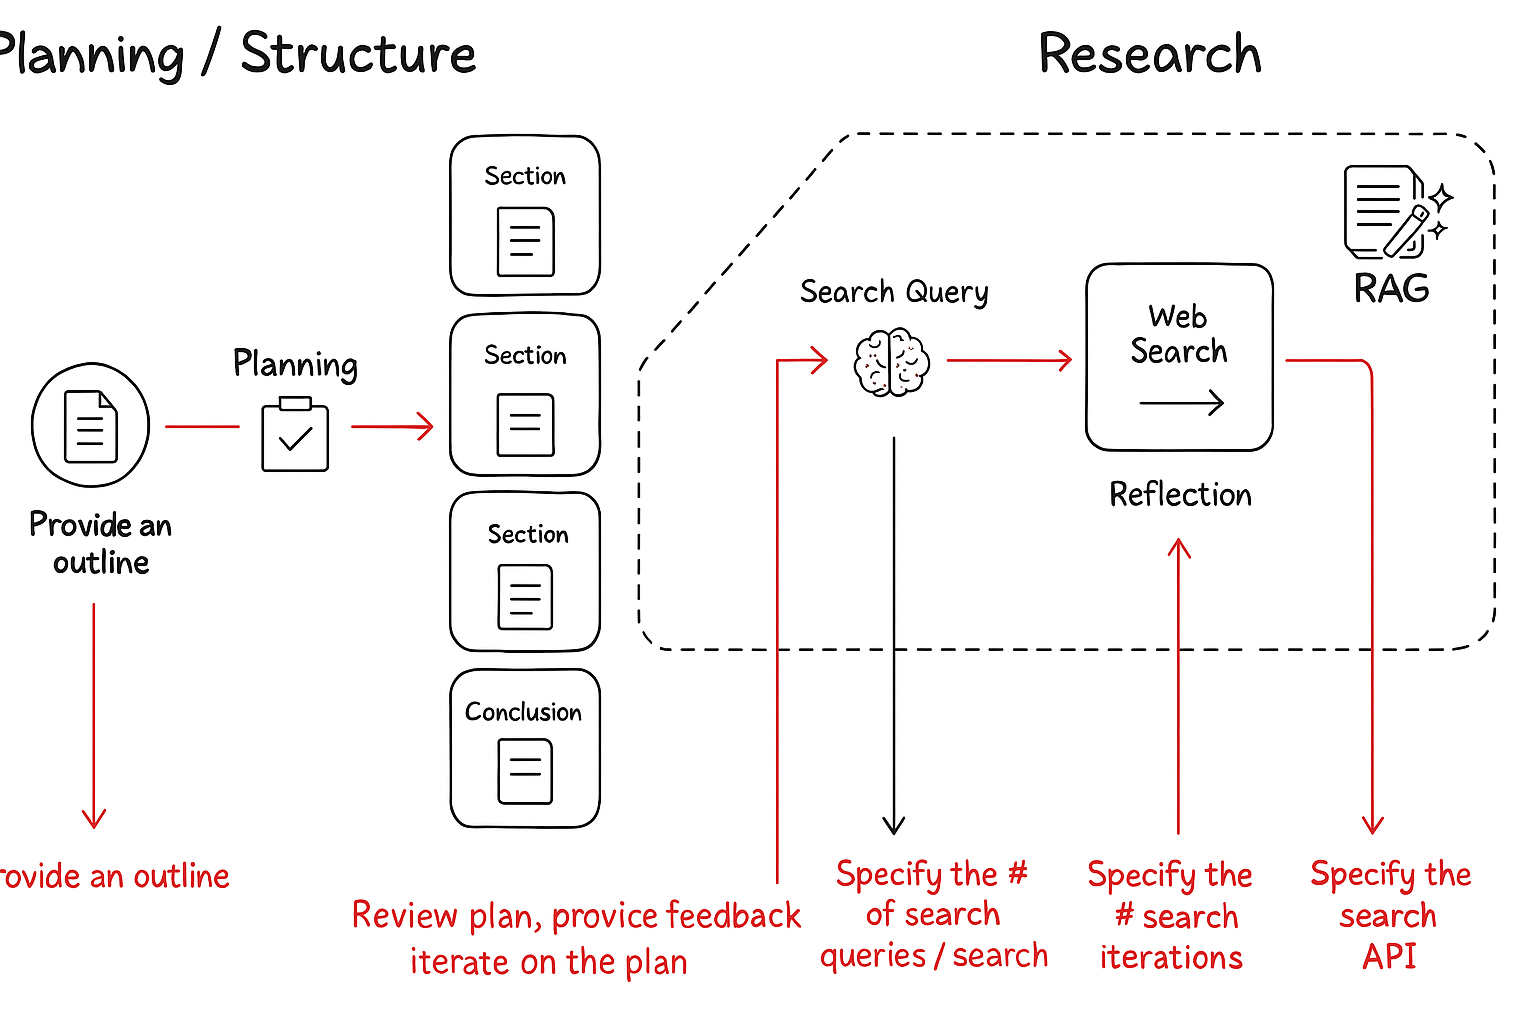 Planning / Structure
Research
Section
Section
Section
Conclusion
Planning
Provide an
outline
rovide an outline
Search Query
Web
Search
Reflection
RAG
Review plan, provice feedback
iterate on the plan
Specify the #
of search
queries / search
Specify the
# search
iterations
Specify the
search
API